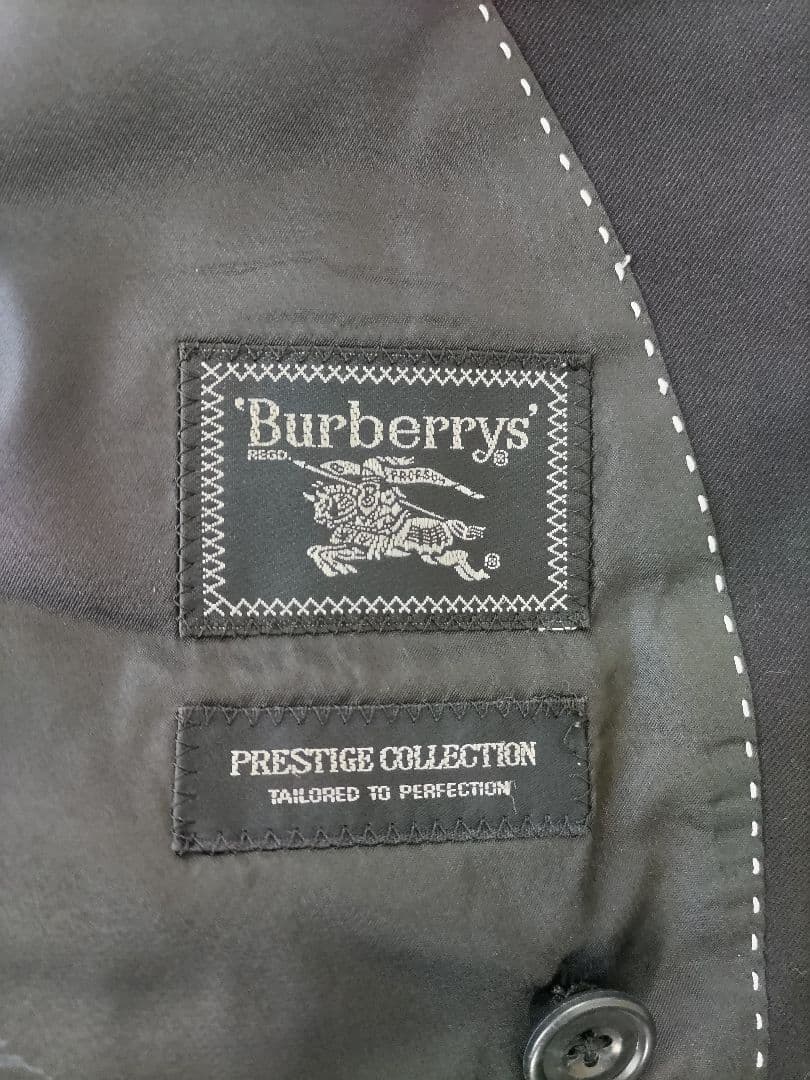 'Burberrys'®
REGD.
PRORSUM
®
PRESTIGE COLLECTION
TAILORED TO PERFECTION